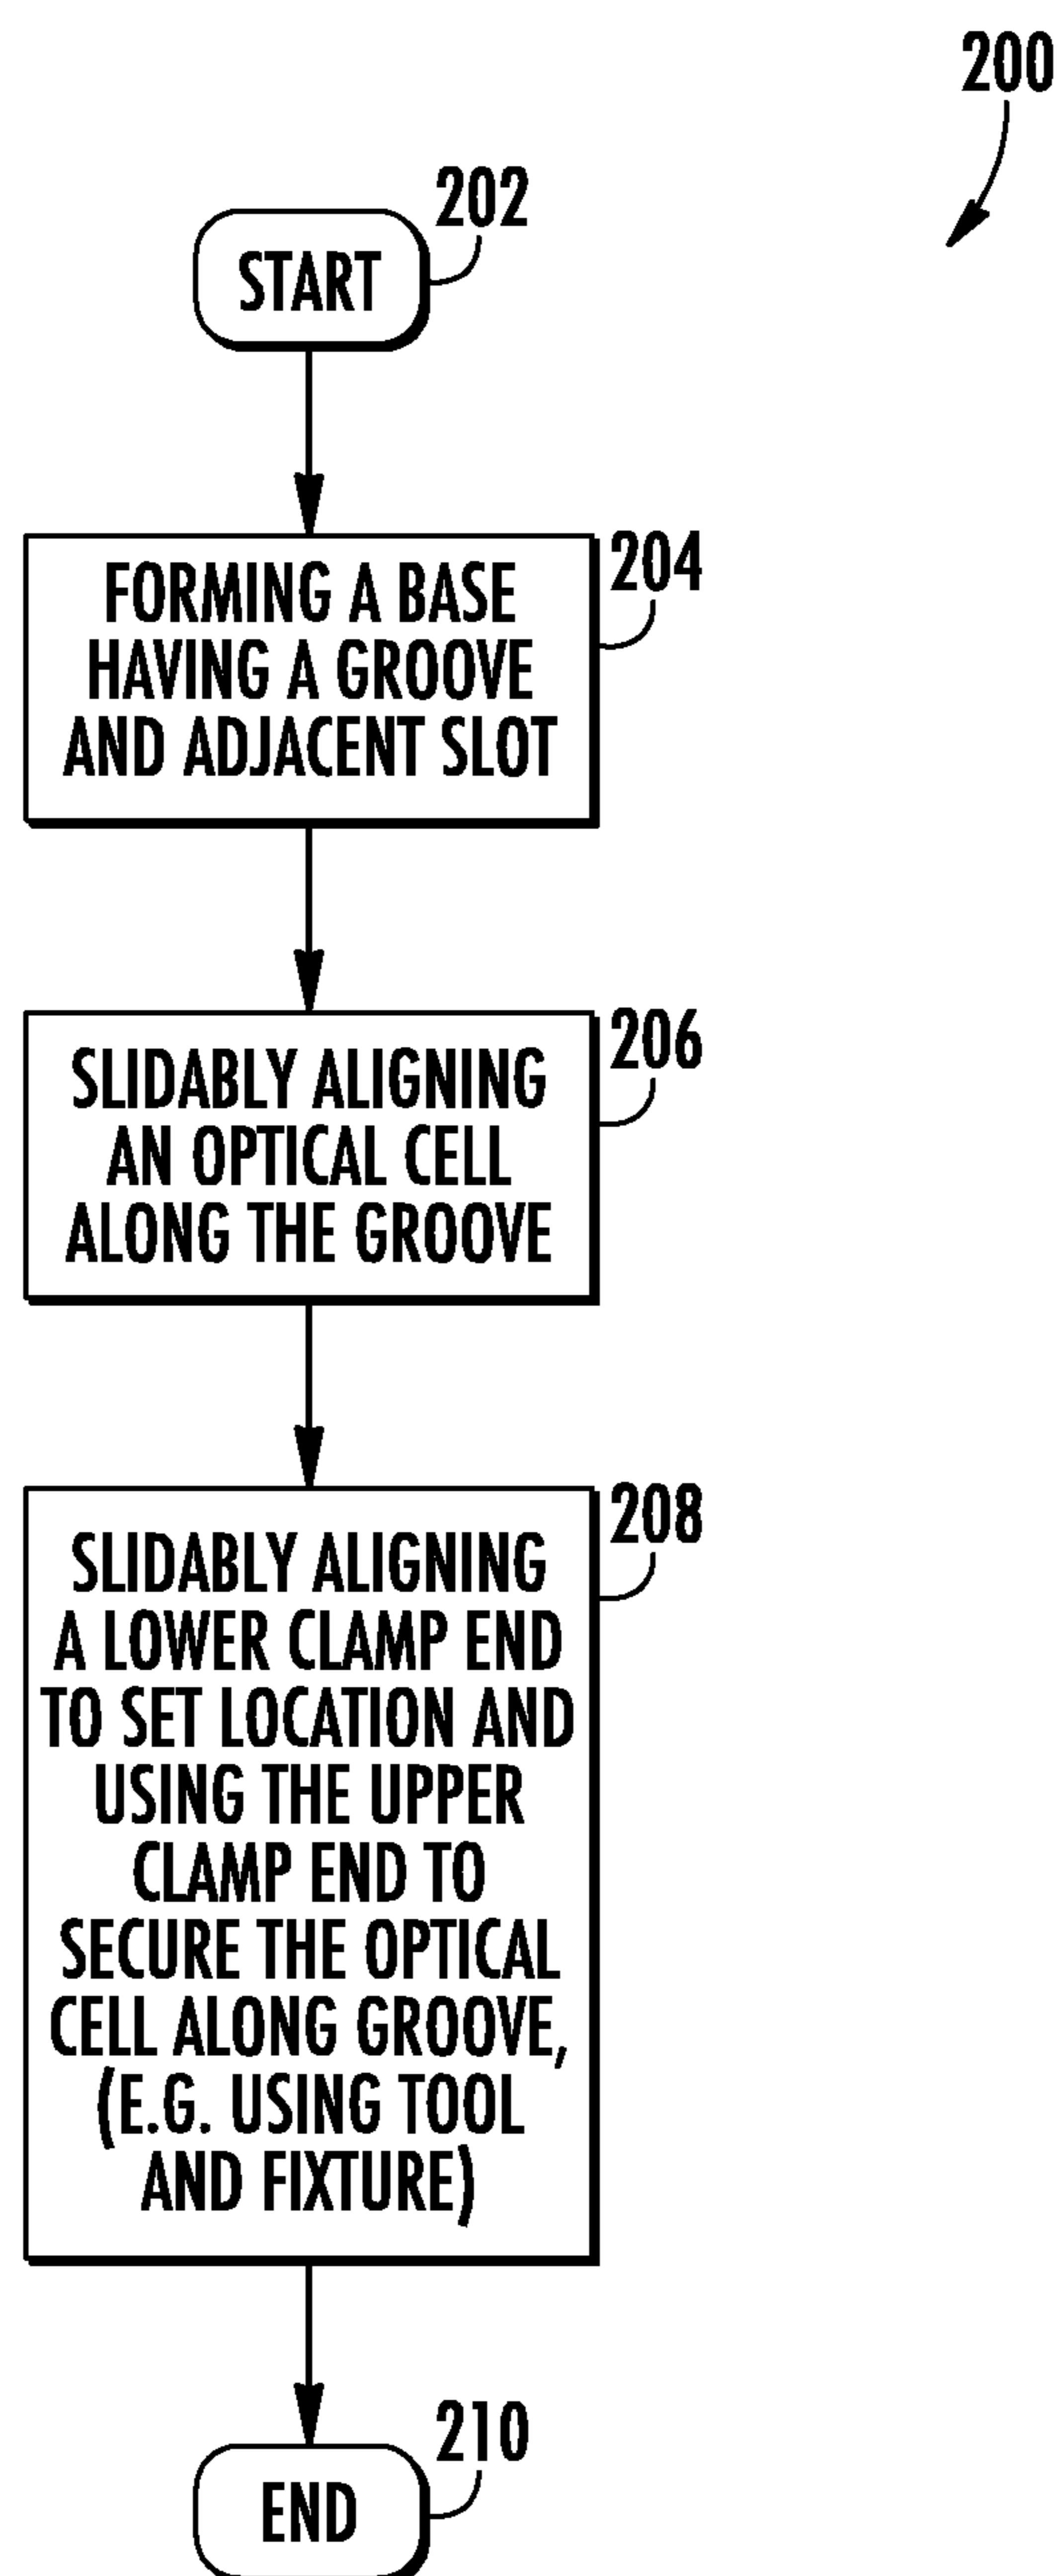 200
202
START
204
FORMING A BASE
HAVING A GROOVE
AND ADJACENT SLOT
206
SLIDABLY ALIGNING
AN OPTICAL CELL
ALONG THE GROOVE
208
SLIDABLY ALIGNING
A LOWER CLAMP END
TO SET LOCATION AND
USING THE UPPER
CLAMP END TO
SECURE THE OPTICAL
CELL ALONG GROOVE,
(E.G. USING TOOL
AND FIXTURE)
210
END